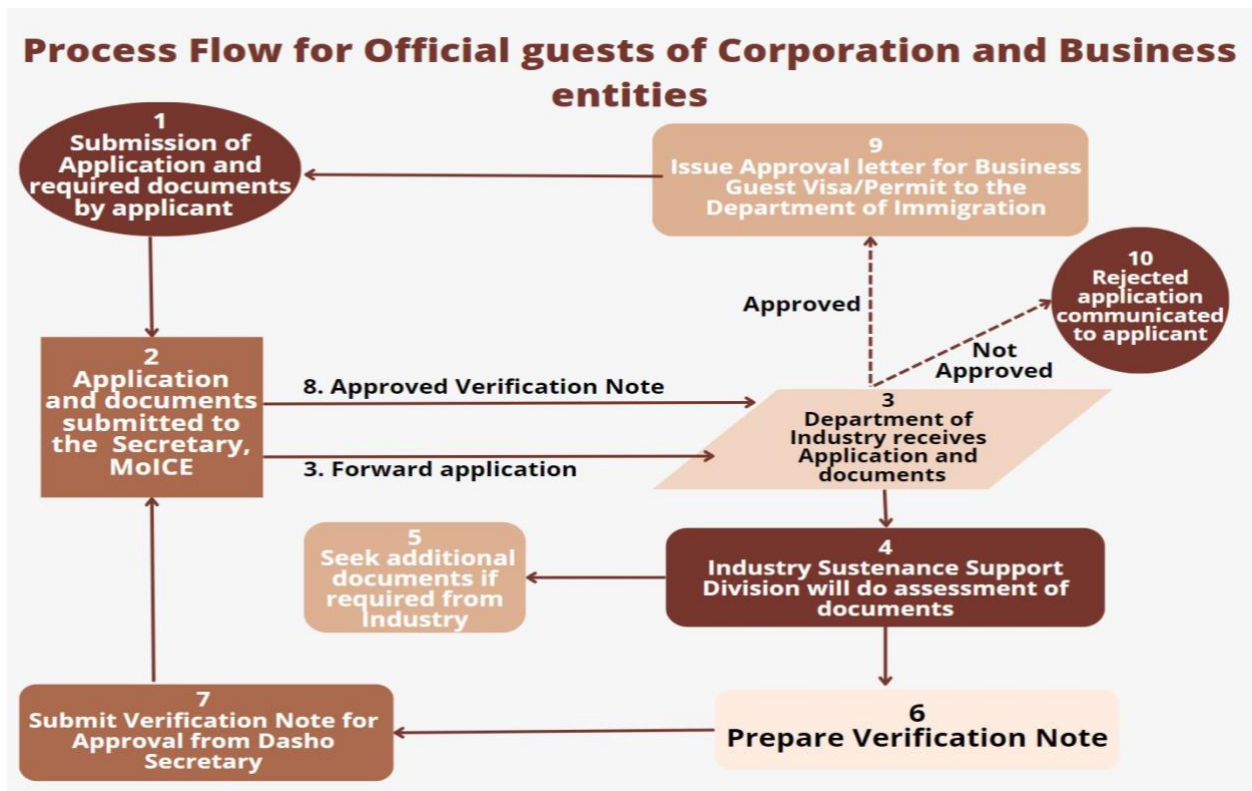 Process Flow for Official guests of Corporation and Business
entities
1
Submission of
Application and
required documents
by applicant
9
Issue Approval letter for Business
Guest Visa/Permit to the
Department of Immigration
10
Rejected
application
communicated
to applicant
Approved
Not
Approved
2
Application
and documents
submitted to
the Secretary,
MoICE
8. Approved Verification Note
3. Forward application
3
Department of
Industry receives
Application and
documents
5
Seek additional
documents if
required from
Industry
4
Industry Sustenance Support
Division will do assessment of
documents
7
Submit Verification Note for
Approval from Dasho
Secretary
6
Prepare Verification Note